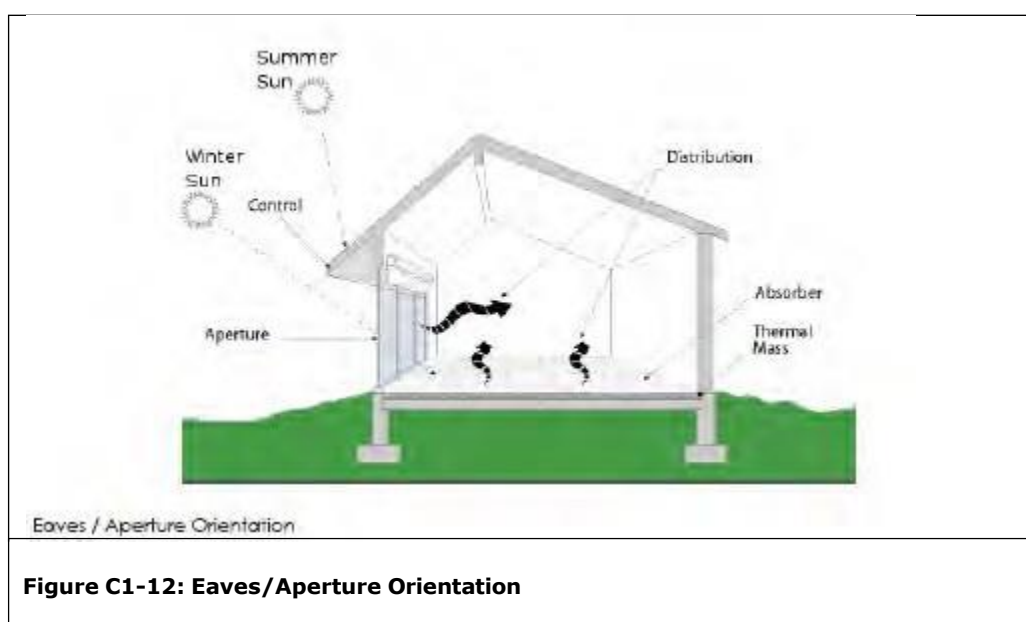 Summer
Sun
Winter
Sun
Control
Distribution
Aperture
Absorber
Thermal
Mass
Eaves / Aperture Orientation
Figure C1-12: Eaves/Aperture Orientation